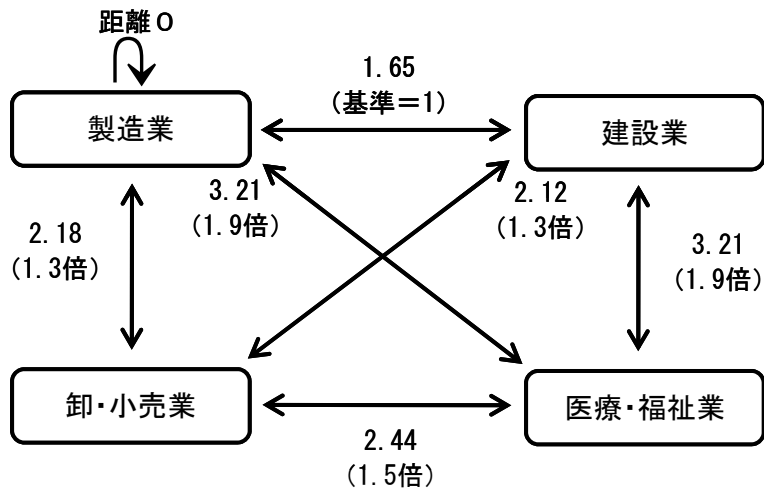 距離0
1.65
(基準=1)
製造業
建設業
3.21
(1.9倍)
2.12
(1.3倍)
2.18
(1.3倍)
3.21
(1.9倍)
卸・小売業
医療・福祉業
2.44
(1.5倍)